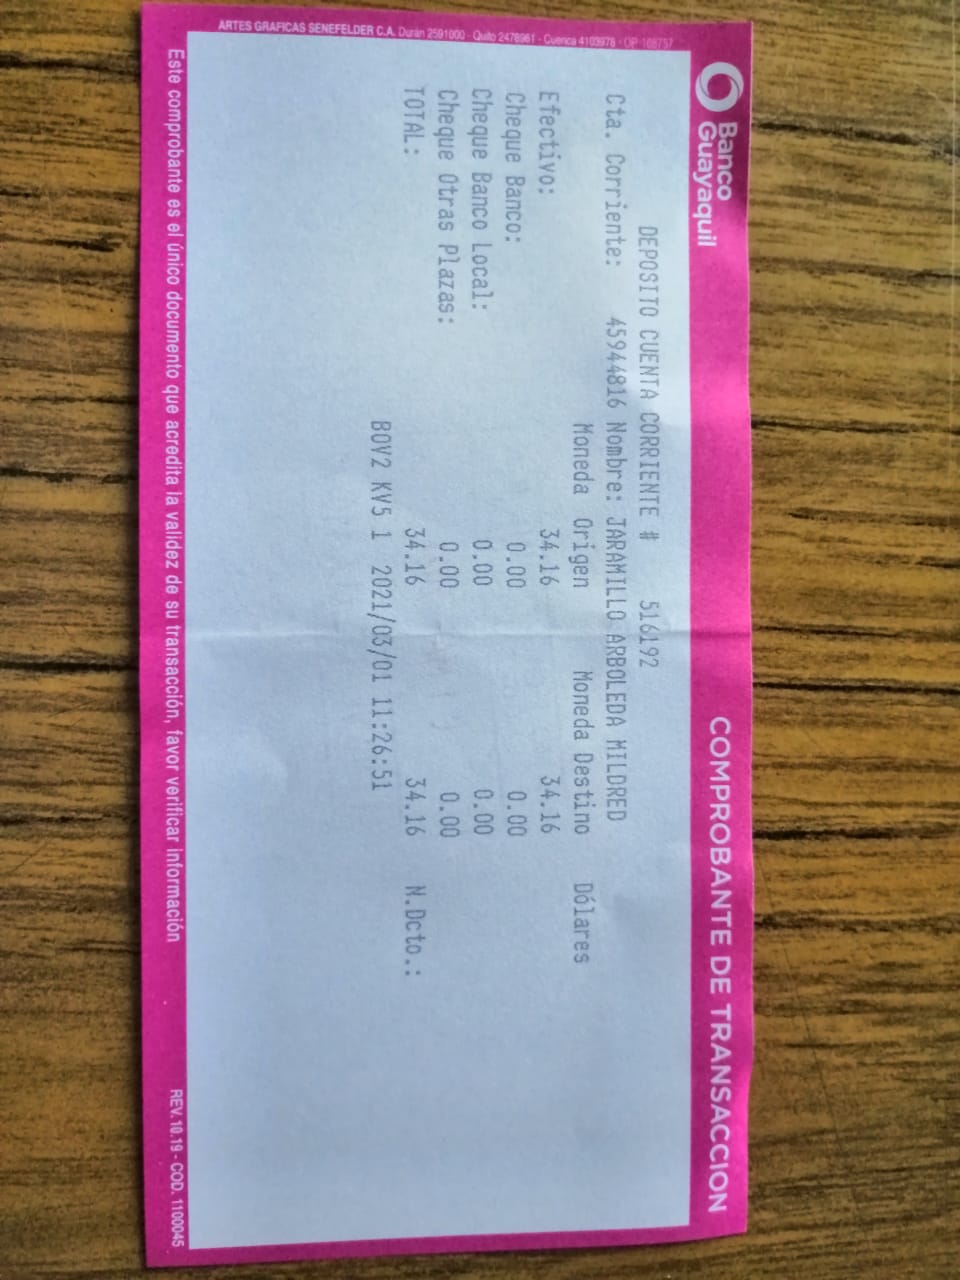 Banco
Guayaquil
COMPROBANTE DE TRANSACCION
DEPOSITO CUENTA CORRIENTE # 516192
Cta. Corriente: 45944816 Nombre: JARAMILLO ARBOLEDA MILDRED
Moneda Origen Moneda Destino Dólares
Efectivo: 34.16 34.16
Cheque Banco: 0.00 0.00
Cheque Banco Local: 0.00 0.00
Cheque Otras Plazas: 0.00 0.00
TOTAL: 34.16 34.16 N.Dcto.:
BOV2 KV5 1 2021/03/01 11:26:51
ARTES GRAFICAS SENEFELDER C.A. Durán 2591000 - Quito 2478961 - Cuenca 4103978 - OP
Este comprobante es el único documento que acredita la validez de su transacción, favor verificar información
REV.10.19 - COD. 1100045